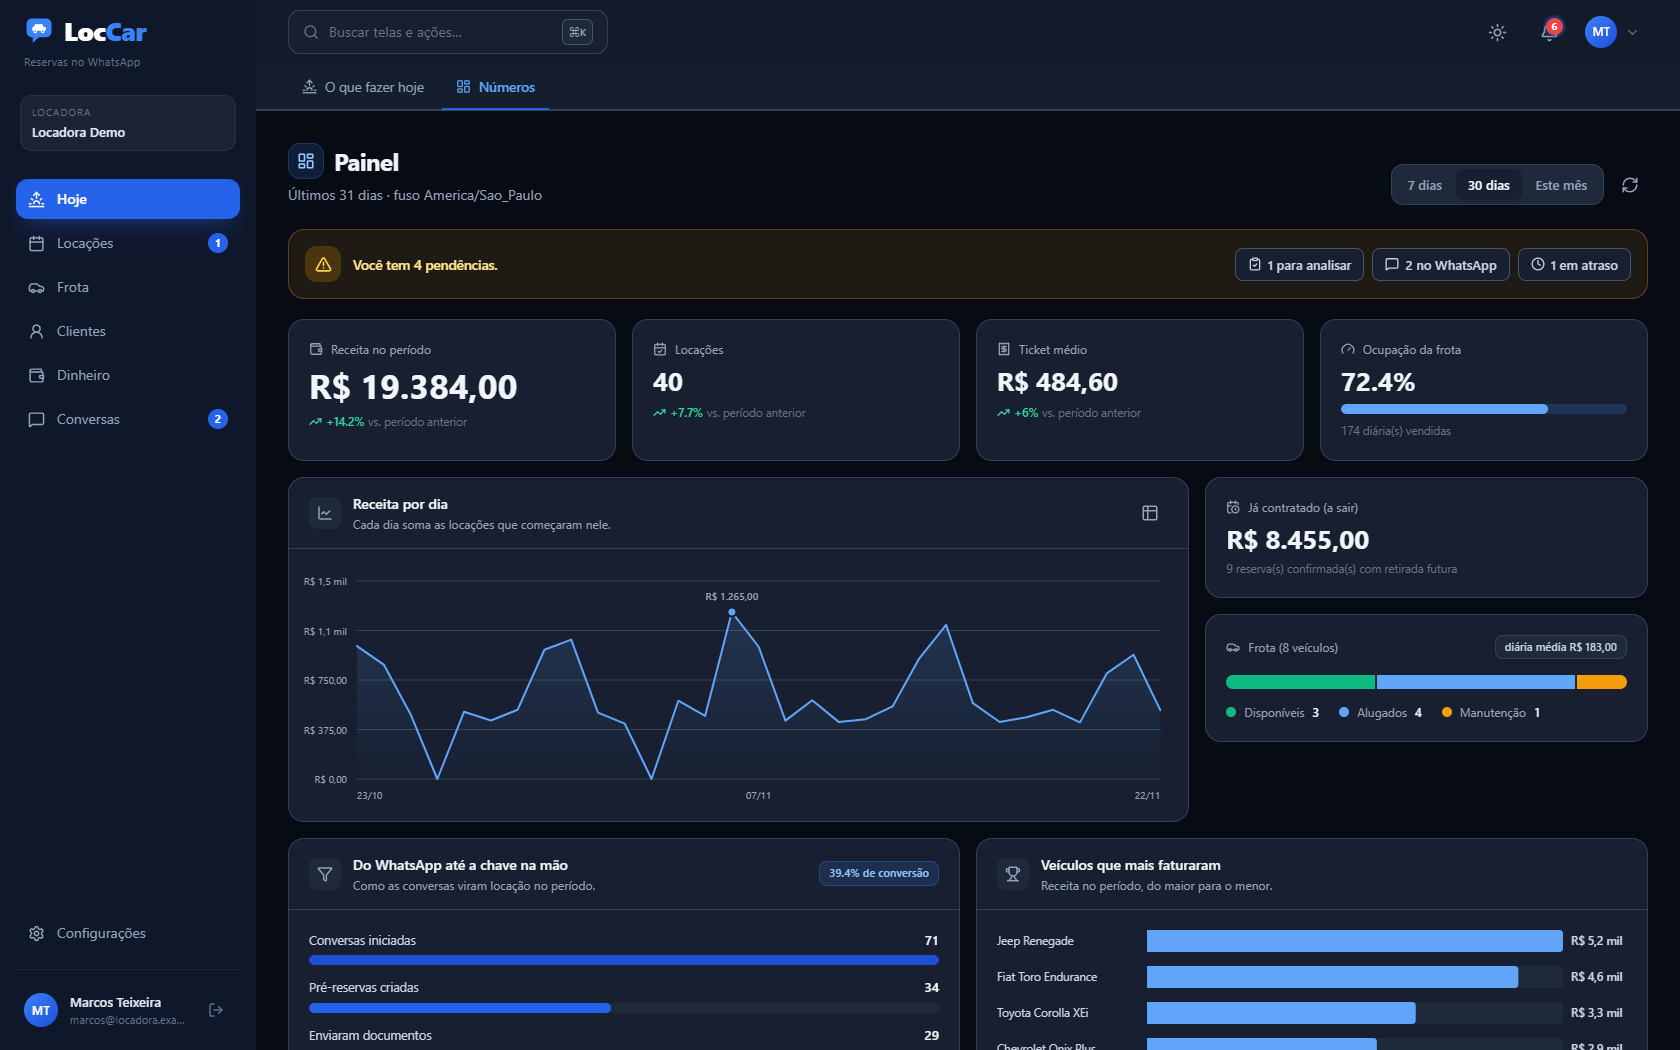 LocCar
Reservas no WhatsApp
LOCADORA
Locadora Demo
Hoje
Locações 1
Frota
Clientes
Dinheiro
Conversas 2
Configurações
MT
Marcos Teixeira
marcos@locadora.exa...
Buscar telas e ações...
⌘K
6
MT
O que fazer hoje
Números
Painel
Últimos 31 dias · fuso America/Sao_Paulo
7 dias
30 dias
Este mês
Você tem 4 pendências.
1 para analisar
2 no WhatsApp
1 em atraso
Receita no período
R$ 19.384,00
+14.2% vs. período anterior
Locações
40
+7.7% vs. período anterior
Ticket médio
R$ 484,60
+6% vs. período anterior
Ocupação da frota
72.4%
174 diária(s) vendidas
Receita por dia
Cada dia soma as locações que começaram nele.
R$ 1,5 mil
R$ 1,1 mil
R$ 750,00
R$ 375,00
R$ 0,00
R$ 1.265,00
23/10
07/11
22/11
Já contratado (a sair)
R$ 8.455,00
9 reserva(s) confirmada(s) com retirada futura
Frota (8 veículos)
diária média R$ 183,00
Disponíveis 3
Alugados 4
Manutenção 1
Do WhatsApp até a chave na mão
Como as conversas viram locação no período.
39.4% de conversão
Conversas iniciadas 71
Pré-reservas criadas 34
Enviaram documentos 29
Veículos que mais faturaram
Receita no período, do maior para o menor.
Jeep Renegade R$ 5,2 mil
Fiat Toro Endurance R$ 4,6 mil
Toyota Corolla XEi R$ 3,3 mil
Chevrolet Onix Plus R$ 2,9 mil